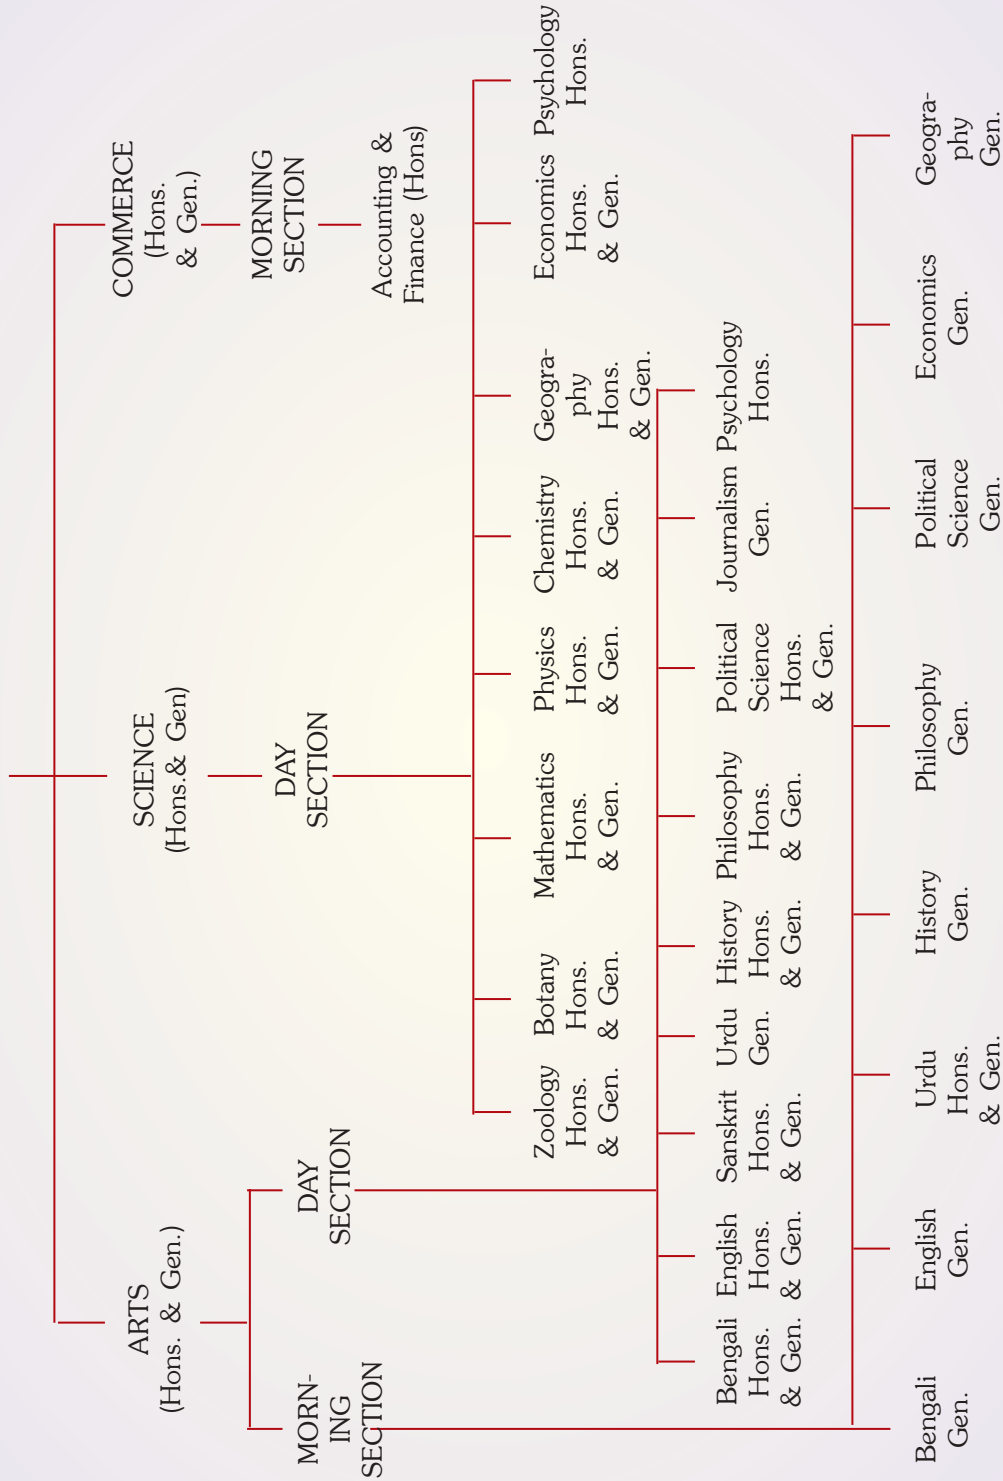 ARTS
(Hons. & Gen.)
SCIENCE
(Hons.& Gen)
COMMERCE
(Hons.
& Gen.)
MORN-
ING
SECTION
DAY
SECTION
DAY
SECTION
MORNING
SECTION
Accounting &
Finance (Hons)
Zoology
Hons.
& Gen.
Botany
Hons.
& Gen.
Mathematics
Hons.
& Gen.
Physics
Hons.
& Gen.
Chemistry
Hons.
& Gen.
Geogra-
phy
Hons.
& Gen.
Economics
Hons.
& Gen.
Psychology
Hons.
Bengali
Hons.
& Gen.
English
Hons.
& Gen.
Sanskrit
Hons.
& Gen.
Urdu
Gen.
History
Hons.
& Gen.
Philosophy
Hons.
& Gen.
Political
Science
Hons.
& Gen.
Journalism
Gen.
Psychology
Hons.
Bengali
Gen.
English
Gen.
Urdu
Hons.
& Gen.
History
Gen.
Philosophy
Gen.
Political
Science
Gen.
Economics
Gen.
Geogra-
phy
Gen.